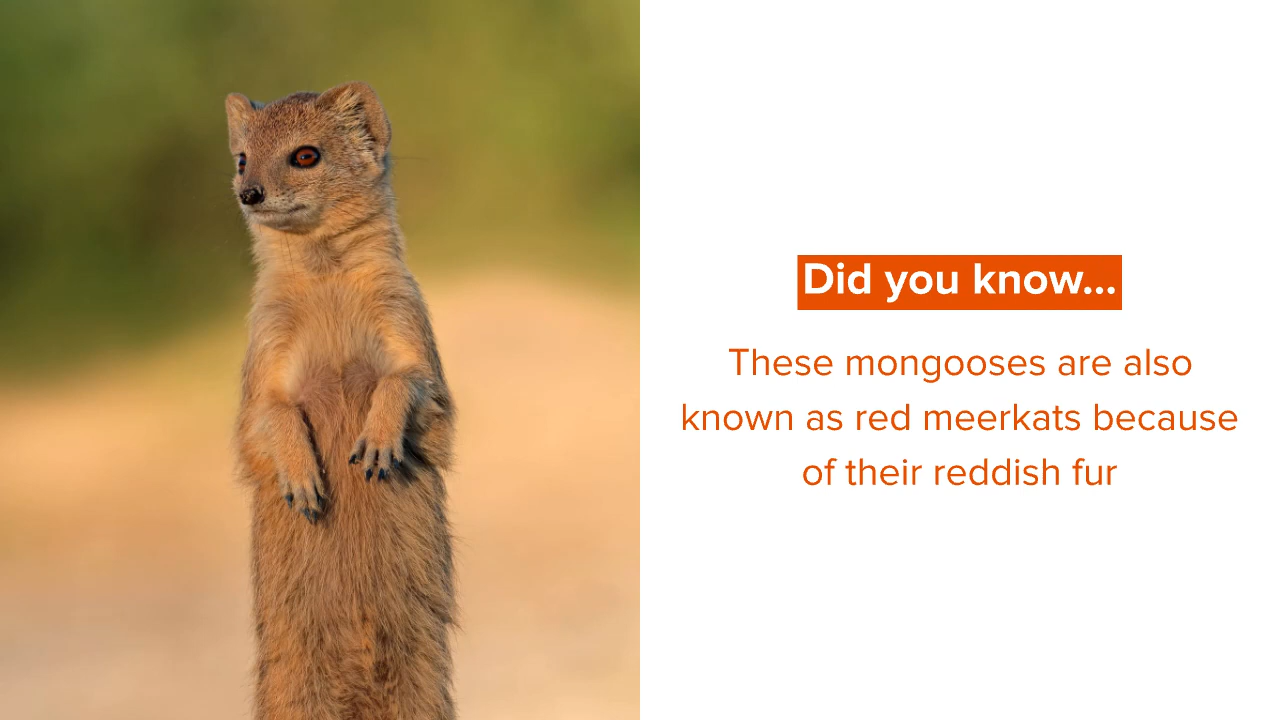 Did you know...
These mongooses are also
known as red meerkats because
of their reddish fur